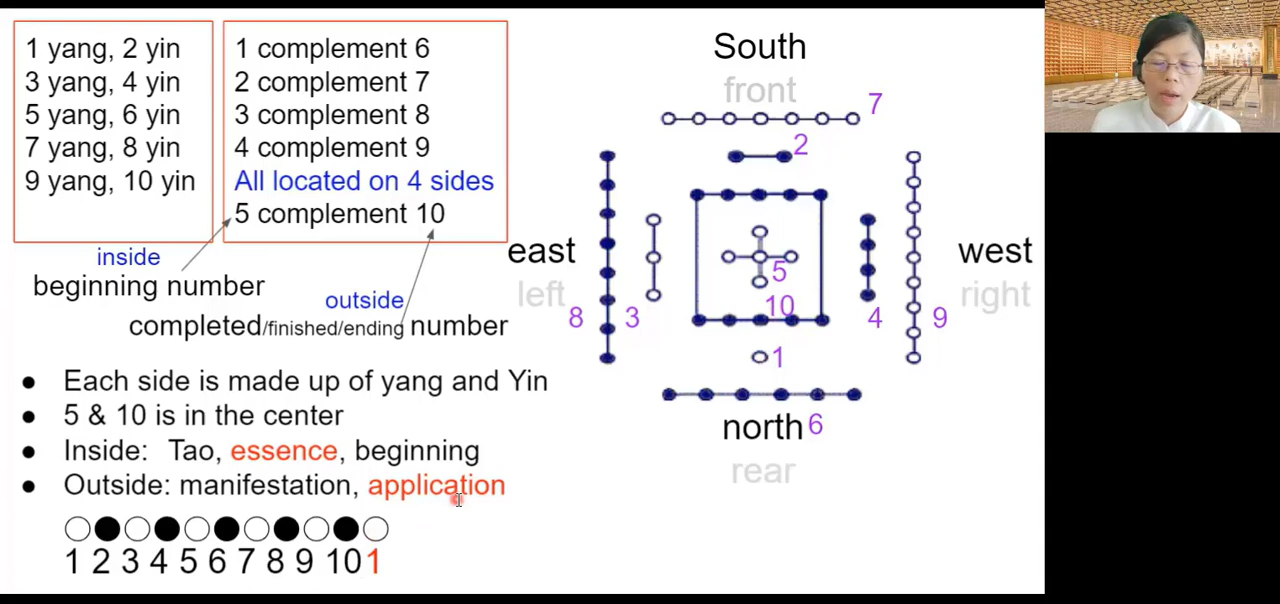 1 yang, 2 yin
3 yang, 4 yin
5 yang, 6 yin
7 yang, 8 yin
9 yang, 10 yin
1 complement 6
2 complement 7
3 complement 8
4 complement 9
All located on 4 sides
5 complement 10
inside
beginning number
outside
completed/finished/ending number
● Each side is made up of yang and Yin
● 5 & 10 is in the center
● Inside: Tao, essence, beginning
● Outside: manifestation, application
1 2 3 4 5 6 7 8 9 10 1
South
front
7
2
east
left
8
3
5
10
4
9
west
right
1
north 6
rear